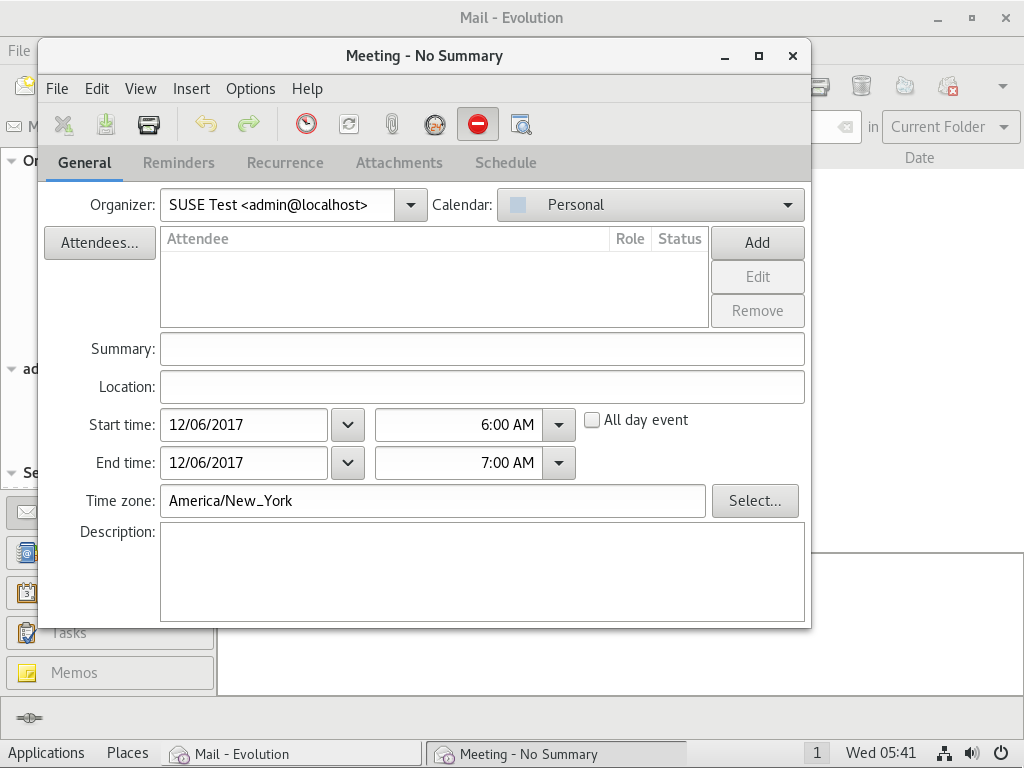 Mail - Evolution
File
Meeting - No Summary
File Edit View Insert Options Help
in Current Folder
General Reminders Recurrence Attachments Schedule
Date
Organizer: SUSE Test <admin@localhost> Calendar: Personal
Attendees... Attendee Role Status Add
Edit
Remove
Summary:
Location:
Start time: 12/06/2017 6:00 AM All day event
End time: 12/06/2017 7:00 AM
Time zone: America/New_York Select...
Description:
Tasks
Memos
Applications Places Mail - Evolution Meeting - No Summary 1 Wed 05:41